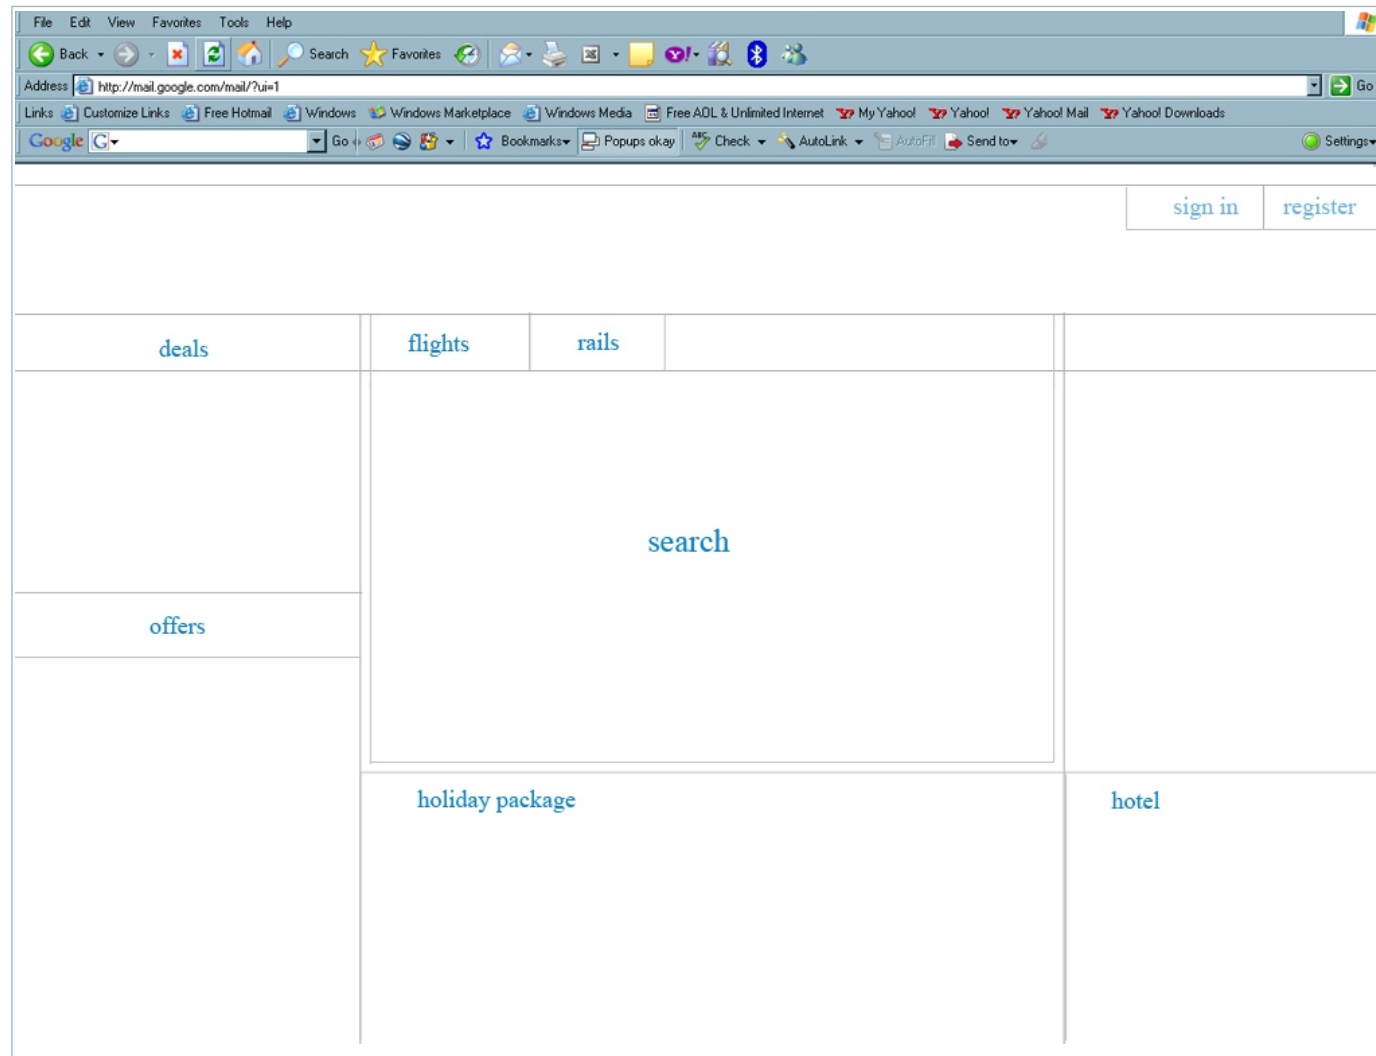 File Edit View Favorites Tools Help
Back Search Favorites
Address http://mail.google.com/mail/?ui=1 Go
Links Customize Links Free Hotmail Windows Windows Marketplace Windows Media Free AOL & Unlimited Internet My Yahoo! Yahoo! Yahoo! Mail Yahoo! Downloads
Google G Go Bookmarks Popups okay ABC Check AutoLink AutoFill Send to Settings
sign in register
deals flights rails
search
offers
holiday package hotel